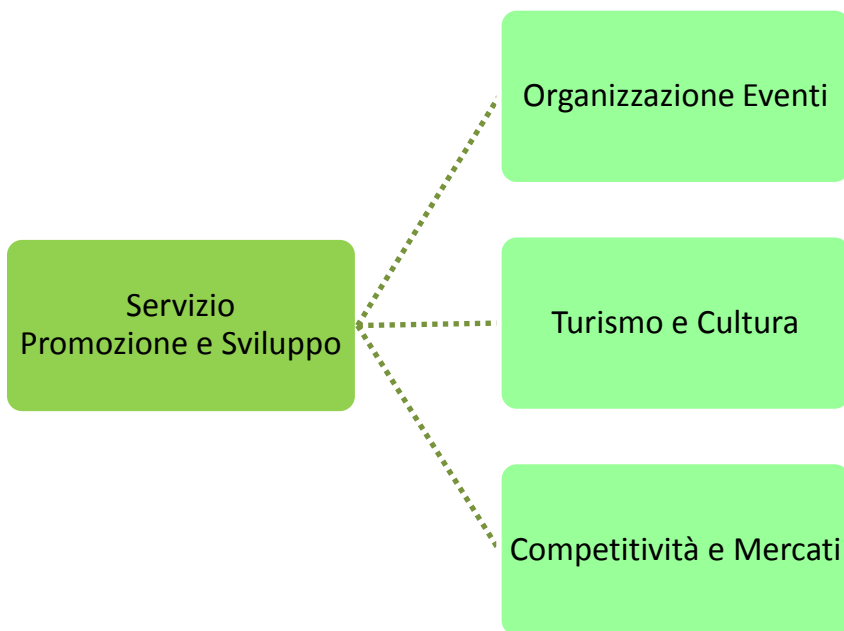 Organizzazione Eventi
Servizio
Promozione e Sviluppo
Turismo e Cultura
Competitività e Mercati